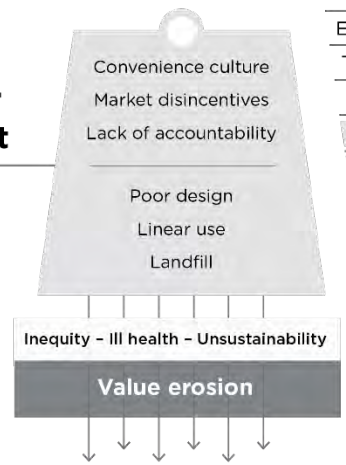 Convenience culture
Market disincentives
Lack of accountability
Poor design
Linear use
Landfill
Inequity – Ill health – Unsustainability
Value erosion